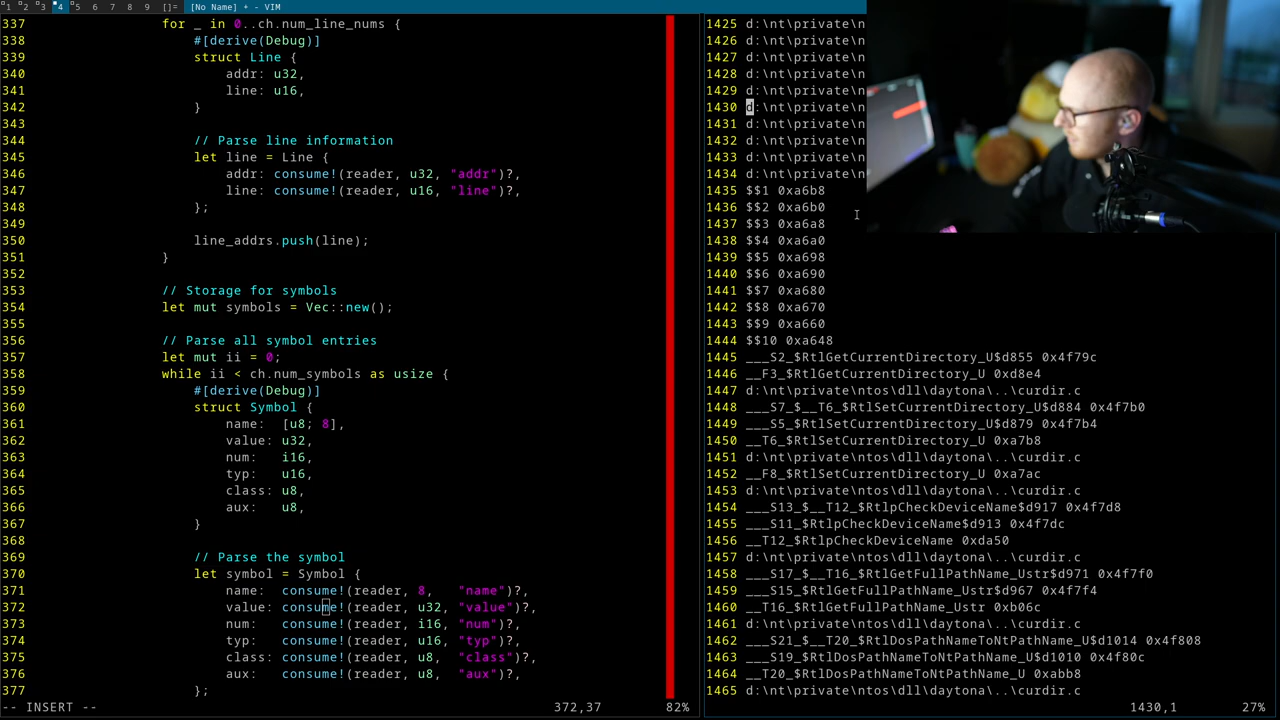 1 2 3 4 5 6 7 8 9 []= [No Name] + - VIM
337 for _ in 0..ch.num_line_nums {
338 #[derive(Debug)]
339 struct Line {
340 addr: u32,
341 line: u16,
342 }
343
344 // Parse line information
345 let line = Line {
346 addr: consume!(reader, u32, "addr")?,
347 line: consume!(reader, u16, "line")?,
348 };
349
350 line_addrs.push(line);
351 }
352
353 // Storage for symbols
354 let mut symbols = Vec::new();
355
356 // Parse all symbol entries
357 let mut ii = 0;
358 while ii < ch.num_symbols as usize {
359 #[derive(Debug)]
360 struct Symbol {
361 name: [u8; 8],
362 value: u32,
363 num: i16,
364 typ: u16,
365 class: u8,
366 aux: u8,
367 }
368
369 // Parse the symbol
370 let symbol = Symbol {
371 name: consume!(reader, 8, "name")?,
372 value: consume!(reader, u32, "value")?,
373 num: consume!(reader, i16, "num")?,
374 typ: consume!(reader, u16, "typ")?,
375 class: consume!(reader, u8, "class")?,
376 aux: consume!(reader, u8, "aux")?,
377 };
-- INSERT -- 372,37 82%
1425 d:\nt\private\n
1426 d:\nt\private\n
1427 d:\nt\private\n
1428 d:\nt\private\n
1429 d:\nt\private\n
1430 d:\nt\private\n
1431 d:\nt\private\n
1432 d:\nt\private\n
1433 d:\nt\private\n
1434 d:\nt\private\n
1435 $$1 0xa6b8
1436 $$2 0xa6b0
1437 $$3 0xa6a8
1438 $$4 0xa6a0
1439 $$5 0xa698
1440 $$6 0xa690
1441 $$7 0xa680
1442 $$8 0xa670
1443 $$9 0xa660
1444 $$10 0xa648
1445 ___S2_$RtlGetCurrentDirectory_U$d855 0x4f79c
1446 __F3_$RtlGetCurrentDirectory_U 0xd8e4
1447 d:\nt\private\ntos\dll\daytona\..\curdir.c
1448 ___S7_$__T6_$RtlSetCurrentDirectory_U$d884 0x4f7b0
1449 ___S5_$RtlSetCurrentDirectory_U$d879 0x4f7b4
1450 __T6_$RtlSetCurrentDirectory_U 0xa7b8
1451 d:\nt\private\ntos\dll\daytona\..\curdir.c
1452 __F8_$RtlSetCurrentDirectory_U 0xa7ac
1453 d:\nt\private\ntos\dll\daytona\..\curdir.c
1454 ___S13_$__T12_$RtlpCheckDeviceName$d917 0x4f7d8
1455 ___S11_$RtlpCheckDeviceName$d913 0x4f7dc
1456 __T12_$RtlpCheckDeviceName 0xda50
1457 d:\nt\private\ntos\dll\daytona\..\curdir.c
1458 ___S17_$__T16_$RtlGetFullPathName_Ustr$d971 0x4f7f0
1459 ___S15_$RtlGetFullPathName_Ustr$d967 0x4f7f4
1460 __T16_$RtlGetFullPathName_Ustr 0xb06c
1461 d:\nt\private\ntos\dll\daytona\..\curdir.c
1462 ___S21_$__T20_$RtlDosPathNameToNtPathName_U$d1014 0x4f808
1463 ___S19_$RtlDosPathNameToNtPathName_U$d1010 0x4f80c
1464 __T20_$RtlDosPathNameToNtPathName_U 0xabb8
1465 d:\nt\private\ntos\dll\daytona\..\curdir.c
1430,1 27%